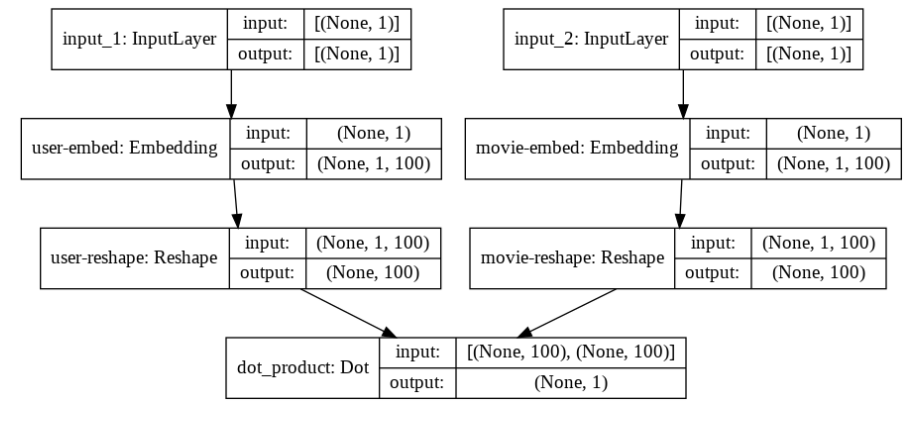 input_1: InputLayer
input: [(None, 1)]
output: [(None, 1)]
input_2: InputLayer
input: [(None, 1)]
output: [(None, 1)]
user-embed: Embedding
input: (None, 1)
output: (None, 1, 100)
movie-embed: Embedding
input: (None, 1)
output: (None, 1, 100)
user-reshape: Reshape
input: (None, 1, 100)
output: (None, 100)
movie-reshape: Reshape
input: (None, 1, 100)
output: (None, 100)
dot_product: Dot
input: [(None, 100), (None, 100)]
output: (None, 1)